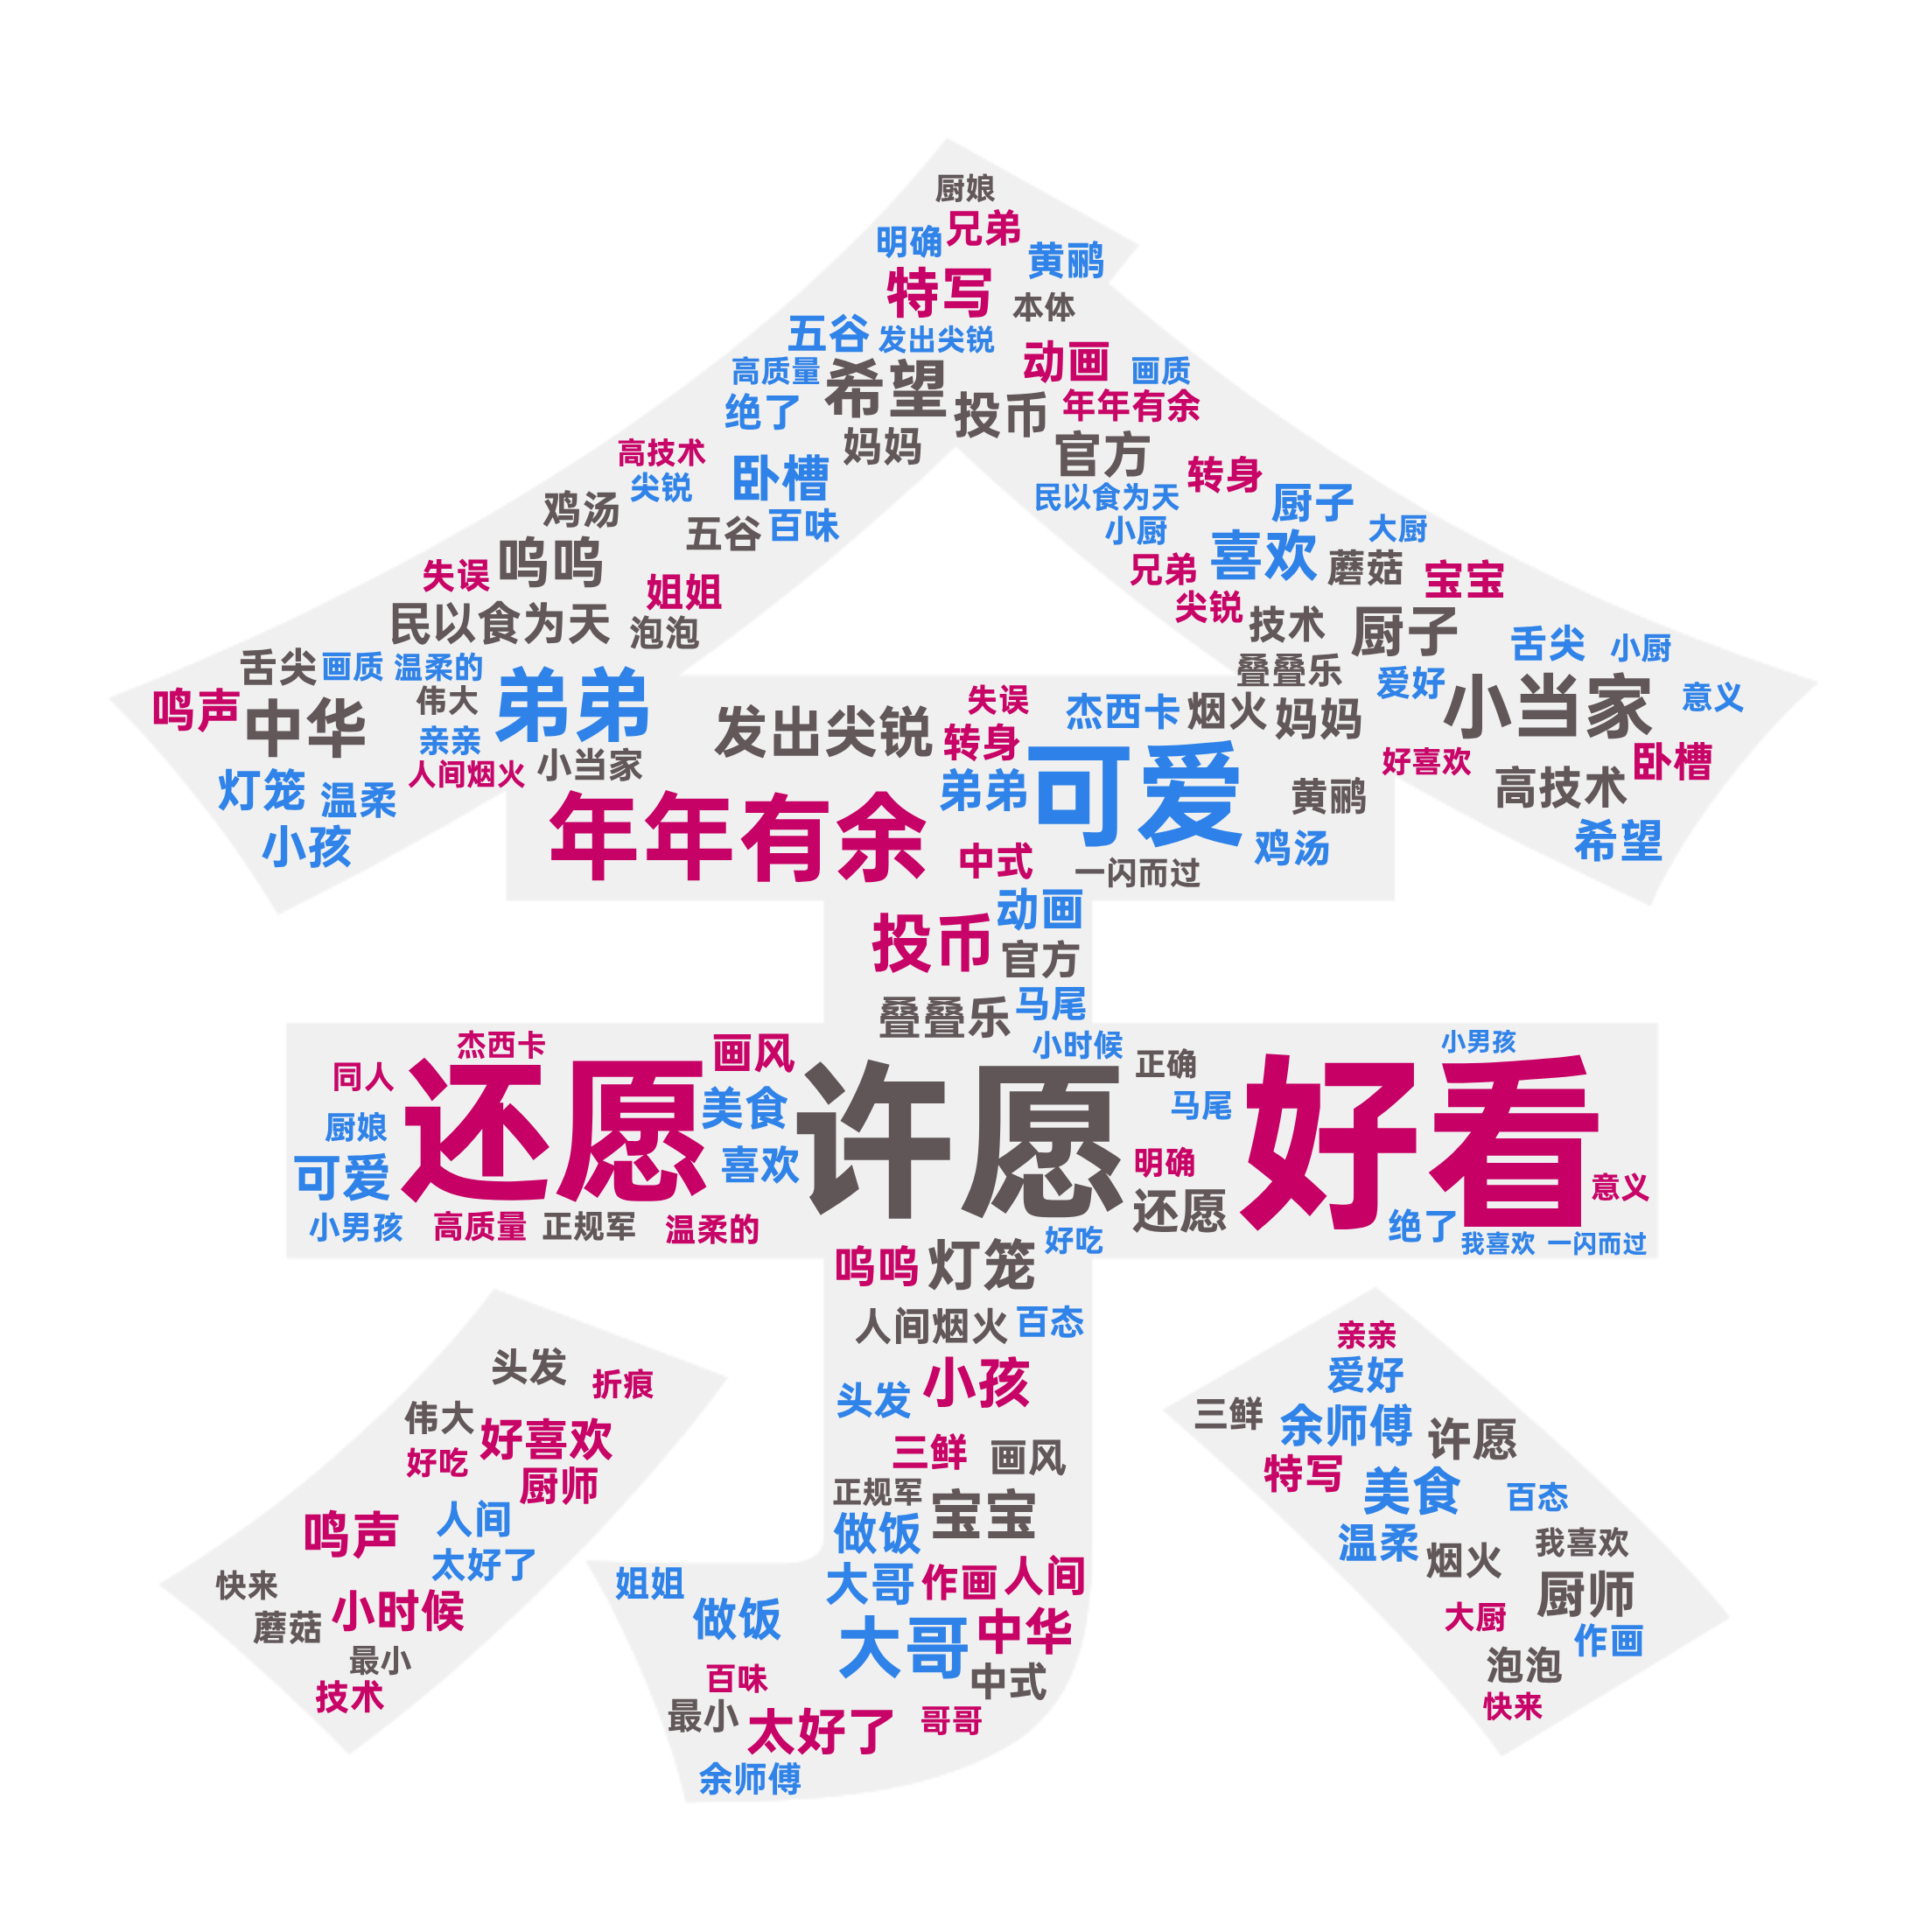 厨娘
明确 兄弟
黄鹂
特写
本体
五谷 发出尖锐
动画 画质
高质量 希望
绝了 投币 年年有余
妈妈 官方
高技术 卧槽 转身
尖锐 民以食为天 厨子
鸡汤 五谷 百味 小厨 大厨
呜呜 喜欢 蘑菇
失误 姐姐 兄弟 宝宝
尖锐
民以食为天 泡泡 技术 厨子
舌尖 画质 温柔的 叠叠乐 舌尖 小厨
爱好
鸣声 中华 伟大 弟弟 失误 杰西卡 烟火 妈妈 小当家 意义
亲亲 发出尖锐 转身
人间烟火 小当家 好喜欢 卧槽
灯笼 温柔 弟弟 可爱 黄鹂 高技术
小孩 年年有余 中式 一闪而过 鸡汤 希望
投币 动画
官方
叠叠乐 马尾
杰西卡 画风 小时候 小男孩
同人 正确
厨娘 还愿 美食 许愿 马尾 好看
可爱 喜欢 明确
还愿 意义
小男孩 高质量 正规军 温柔的 绝了
好吃 我喜欢 一闪而过
呜呜 灯笼
人间烟火 百态 亲亲
头发 折痕 头发 小孩 爱好
伟大 好喜欢 三鲜 余师傅 许愿
好吃 三鲜 画风 特写
厨师 正规军 宝宝 美食 百态
鸣声 人间 做饭 温柔 烟火 我喜欢
太好了 大哥 作画 人间
快来 姐姐 厨师
蘑菇 小时候 做饭 大哥 中华 大厨 作画
最小 百味 中式 泡泡
技术 最小 太好了 哥哥 快来
余师傅